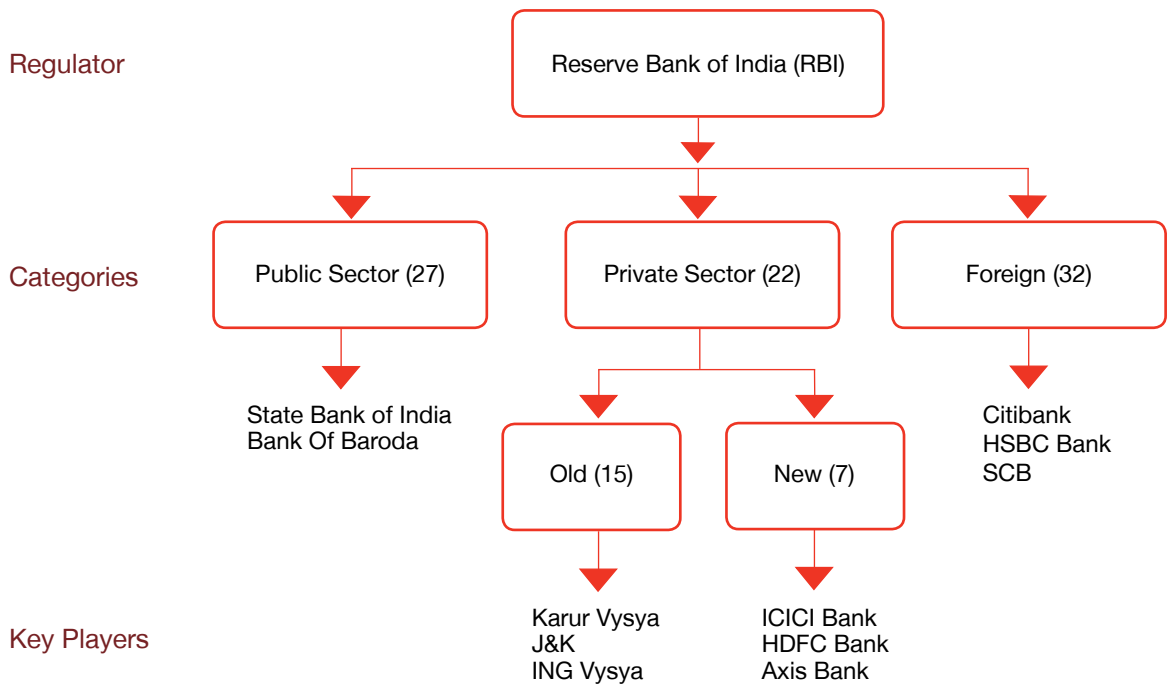 Regulator
Reserve Bank of India (RBI)
Categories
Public Sector (27)
Private Sector (22)
Foreign (32)
State Bank of India
Bank Of Baroda
Citibank
HSBC Bank
SCB
Old (15)
New (7)
Key Players
Karur Vysya
J&K
ING Vysya
ICICI Bank
HDFC Bank
Axis Bank